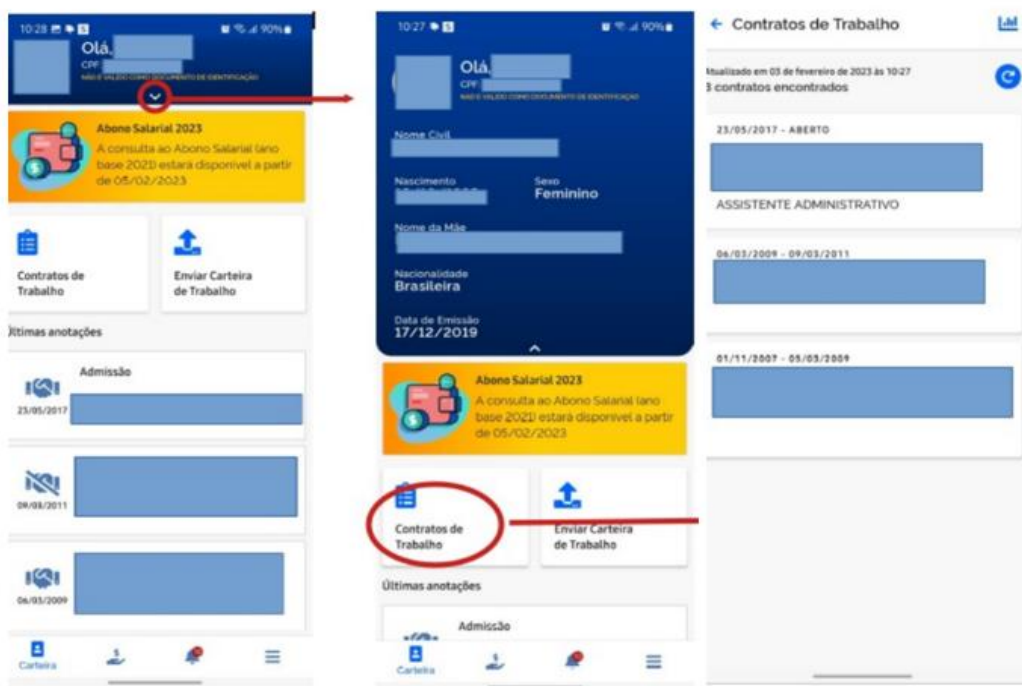 10:28
90%
Olá,
CPF
NÃO É VÁLIDO COMO DOCUMENTO DE IDENTIFICAÇÃO
Abono Salarial 2023
A consulta ao Abono Salarial (ano
base 2021) estará disponível a partir
de 05/02/2023
Contratos de
Trabalho
Enviar Carteira
de Trabalho
Últimas anotações
Admissão
23/05/2017
09/03/2011
06/03/2009
Carteira
10:27
90%
Olá,
CPF
NÃO É VÁLIDO COMO DOCUMENTO DE IDENTIFICAÇÃO
Nome Civil
Nascimento
Sexo
Feminino
Nome da Mãe
Nacionalidade
Brasileira
Data de Emissão
17/12/2019
Abono Salarial 2023
A consulta ao Abono Salarial (ano
base 2021) estará disponível a partir
de 05/02/2023
Contratos de
Trabalho
Enviar Carteira
de Trabalho
Últimas anotações
Admissão
Carteira
Contratos de Trabalho
Atualizado em 03 de fevereiro de 2023 às 10:27
3 contratos encontrados
23/05/2017 - ABERTO
ASSISTENTE ADMINISTRATIVO
06/03/2009 - 09/03/2011
01/11/2007 - 05/03/2009